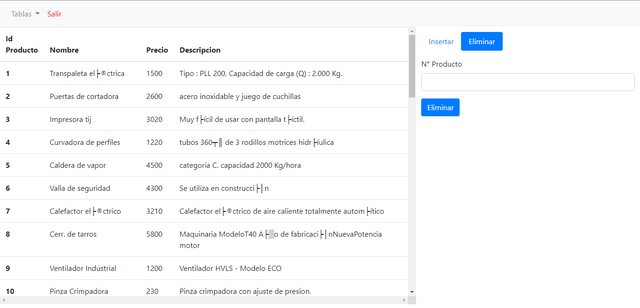 Tablas Salir
Insertar Eliminar
N° Producto
Eliminar
Id Producto Nombre Precio Descripcion
1 Transpaleta el├®ctrica 1500 Tipo : PLL 200, Capacidad de carga (Q) : 2.000 Kg.
2 Puertas de cortadora 2600 acero inoxidable y juego de cuchillas
3 Impresora tij 3020 Muy f├ícil de usar con pantalla t├íctil.
4 Curvadora de perfiles 1220 tubos 360┬║ de 3 rodillos motrices hidr├íulica
5 Caldera de vapor 4500 categoria C. capacidad 2000 Kg/hora
6 Valla de seguridad 4300 Se utiliza en construcci├│n
7 Calefactor el├®ctrico 3210 Calefactor el├®ctrico de aire caliente totalmente autom├ítico
8 Cerr. de tarros 5800 Maquinaria ModeloT40 A├▒o de fabricaci├│nNuevaPotencia
motor
9 Ventilador Industrial 1200 Ventilador HVLS - Modelo ECO
10 Pinza Crimpadora 230 Pinza crimpadora con ajuste de presion.